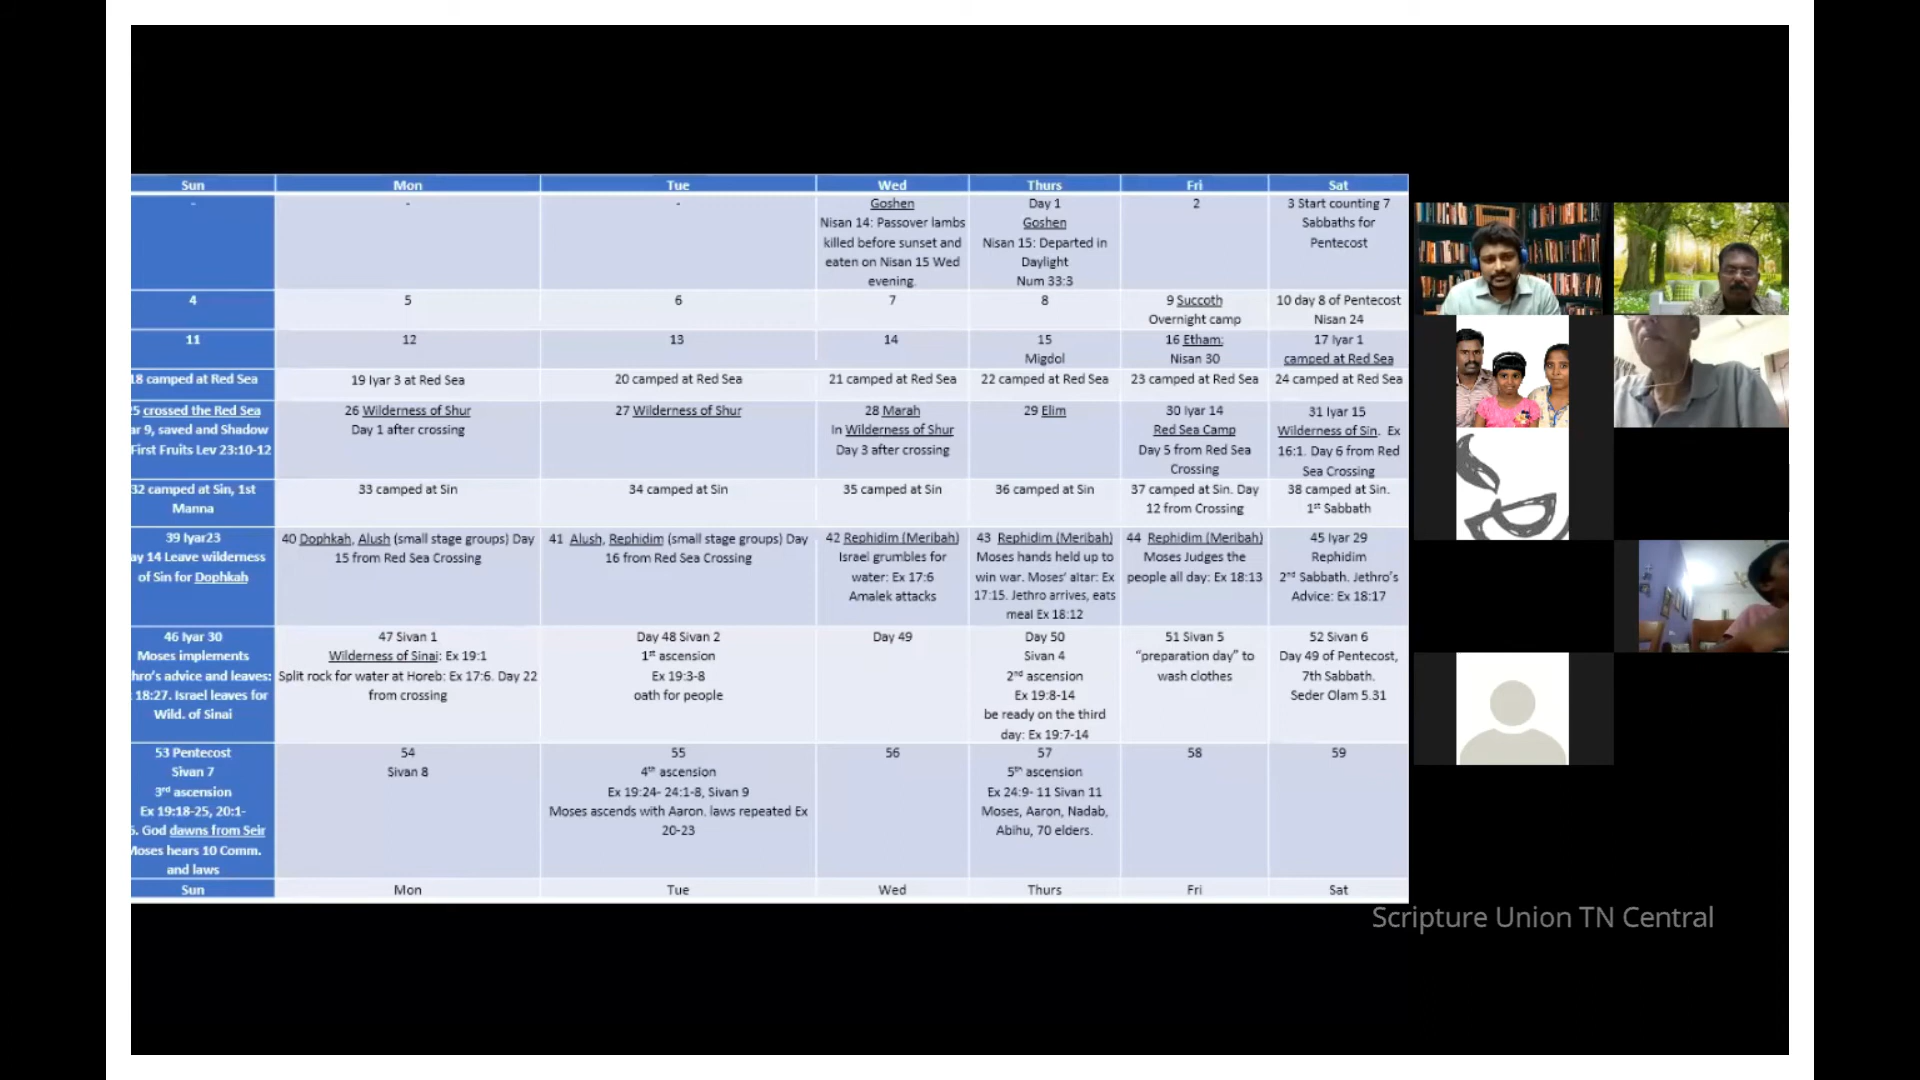 Sun Mon Tue Wed Thurs Fri Sat
- - -
Goshen
Nisan 14: Passover lambs
killed before sunset and
eaten on Nisan 15 Wed
evening.
Day 1
Goshen
Nisan 15: Departed in
Daylight
Num 33:3
2
3 Start counting 7
Sabbaths for
Pentecost
4
5
6
7
8
9 Succoth
Overnight camp
10 day 8 of Pentecost
Nisan 24
11
12
13
14
15
Migdol
16 Etham:
Nisan 30
17 Iyar 1
camped at Red Sea
18 camped at Red Sea
19 Iyar 3 at Red Sea
20 camped at Red Sea
21 camped at Red Sea
22 camped at Red Sea
23 camped at Red Sea
24 camped at Red Sea
5 crossed the Red Sea
ar 9, saved and Shadow
First Fruits Lev 23:10-12
26 Wilderness of Shur
Day 1 after crossing
27 Wilderness of Shur
28 Marah
In Wilderness of Shur
Day 3 after crossing
29 Elim
30 Iyar 14
Red Sea Camp
Day 5 from Red Sea
Crossing
31 Iyar 15
Wilderness of Sin. Ex
16:1. Day 6 from Red
Sea Crossing
32 camped at Sin, 1st
Manna
33 camped at Sin
34 camped at Sin
35 camped at Sin
36 camped at Sin
37 camped at Sin. Day
12 from Crossing
38 camped at Sin.
1st Sabbath
39 Iyar23
ay 14 Leave wilderness
of Sin for Dophkah
40 Dophkah, Alush (small stage groups) Day
15 from Red Sea Crossing
41 Alush, Rephidim (small stage groups) Day
16 from Red Sea Crossing
42 Rephidim (Meribah)
Israel grumbles for
water: Ex 17:6
Amalek attacks
43 Rephidim (Meribah)
Moses hands held up to
win war. Moses' altar: Ex
17:15. Jethro arrives, eats
meal Ex 18:12
44 Rephidim (Meribah)
Moses Judges the
people all day: Ex 18:13
45 Iyar 29
Rephidim
2nd Sabbath. Jethro's
Advice: Ex 18:17
46 Iyar 30
Moses implements
hro's advice and leaves:
18:27. Israel leaves for
Wild. of Sinai
47 Sivan 1
Wilderness of Sinai: Ex 19:1
Split rock for water at Horeb: Ex 17:6. Day 22
from crossing
Day 48 Sivan 2
1st ascension
Ex 19:3-8
oath for people
Day 49
Day 50
Sivan 4
2nd ascension
Ex 19:8-14
be ready on the third
day: Ex 19:7-14
51 Sivan 5
"preparation day" to
wash clothes
52 Sivan 6
Day 49 of Pentecost,
7th Sabbath.
Seder Olam 5.31
53 Pentecost
Sivan 7
3rd ascension
Ex 19:18-25, 20:1-
. God dawns from Seir
Moses hears 10 Comm.
and laws
54
Sivan 8
55
4th ascension
Ex 19:24- 24:1-8, Sivan 9
Moses ascends with Aaron. laws repeated Ex
20-23
56
57
5th ascension
Ex 24:9- 11 Sivan 11
Moses, Aaron, Nadab,
Abihu, 70 elders.
58
59
Sun Mon Tue Wed Thurs Fri Sat
Scripture Union TN Central